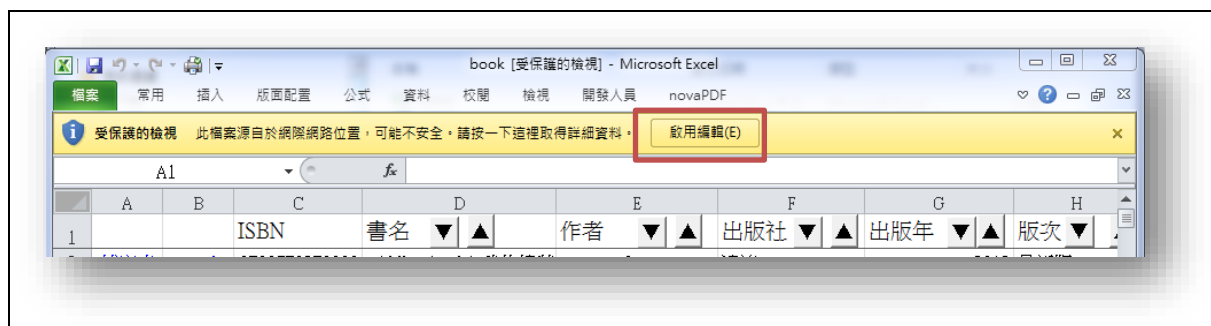 book [受保護的檢視] - Microsoft Excel
檔案 常用 插入 版面配置 公式 資料 校閱 檢視 開發人員 novaPDF
受保護的檢視 此檔案源自於網際網路位置，可能不安全。請按一下這裡取得詳細資料。 啟用編輯(E)
A1 fx
A B C D E F G H
1 ISBN 書名 ▼ ▲ 作者 ▼ ▲ 出版社 ▼ ▲ 出版年 ▼ ▲ 版次 ▼